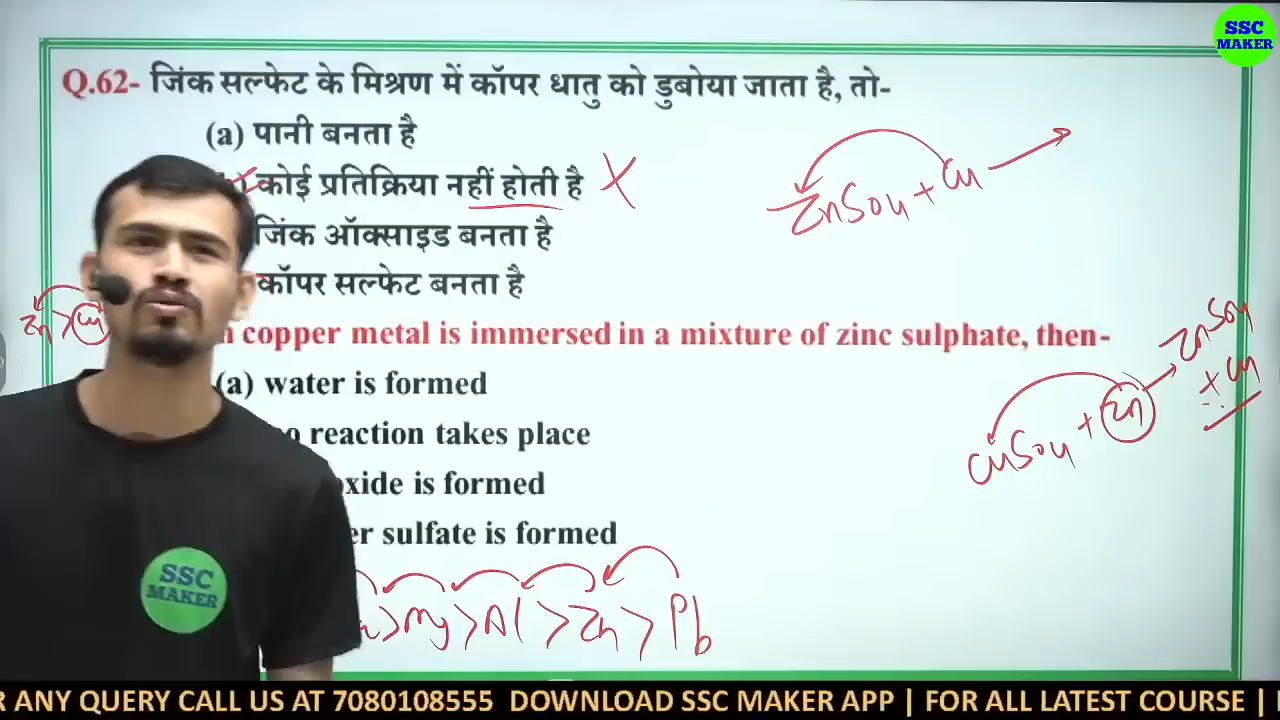 SSC
MAKER
Q.62- जिंक सल्फेट के मिश्रण में कॉपर धातु को डुबोया जाता है, तो-
(a) पानी बनता है
कोई प्रतिक्रिया नहीं होती है X
जिंक ऑक्साइड बनता है
कॉपर सल्फेट बनता है
ZnSO4 + Cu →
Zn > Cu
copper metal is immersed in a mixture of zinc sulphate, then-
(a) water is formed
no reaction takes place
oxide is formed
sulfate is formed
CuSO4 + Zn → ZnSO4
+ Cu
> Mg > Al > Zn > Pb
SSC
MAKER
ANY QUERY CALL US AT 7080108555 DOWNLOAD SSC MAKER APP | FOR ALL LATEST COURSE |